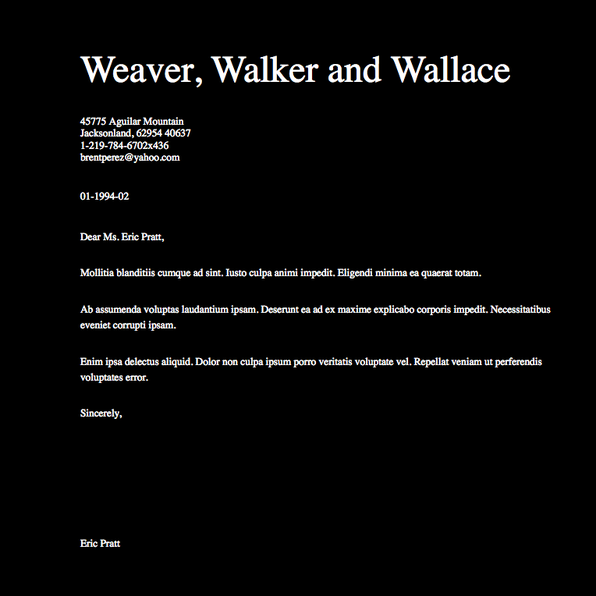 Weaver, Walker and Wallace
45775 Aguilar Mountain
Jacksonland, 62954 40637
1-219-784-6702x436
brentperez@yahoo.com
01-1994-02
Dear Ms. Eric Pratt,
Mollitia blanditiis cumque ad sint. Iusto culpa animi impedit. Eligendi minima ea quaerat totam.
Ab assumenda voluptas laudantium ipsam. Deserunt ea ad ex maxime explicabo corporis impedit. Necessitatibus
eveniet corrupti ipsam.
Enim ipsa delectus aliquid. Dolor non culpa ipsum porro veritatis voluptate vel. Repellat veniam ut perferendis
voluptates error.
Sincerely,
Eric Pratt